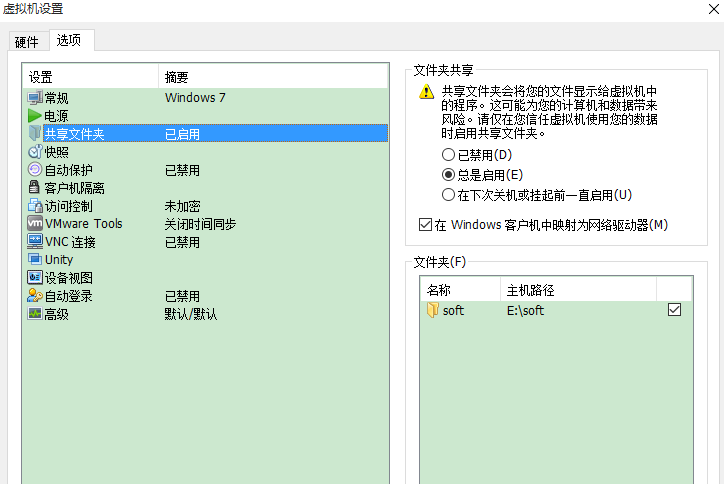 虚拟机设置
硬件 选项
设置 摘要
常规 Windows 7
电源
共享文件夹 已启用
快照
自动保护 已禁用
客户机隔离
访问控制 未加密
VMware Tools 关闭时间同步
VNC 连接 已禁用
Unity
设备视图
自动登录 已禁用
高级 默认/默认
文件夹共享
共享文件夹会将您的文件显示给虚拟机中
的程序。这可能为您的计算机和数据带来
风险。请仅在您信任虚拟机使用您的数据
时启用共享文件夹。
已禁用(D)
总是启用(E)
在下次关机或挂起前一直启用(U)
在 Windows 客户机中映射为网络驱动器(M)
文件夹(F)
名称 主机路径
soft E:\soft